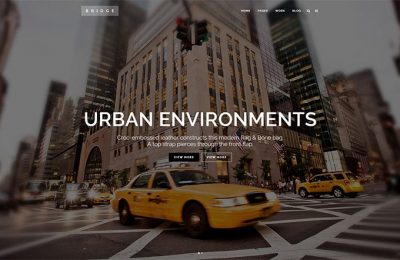 BRIDGE
HOME PAGES WORK BLOG
URBAN ENVIRONMENTS
Croc-embossed leather constructs this modern Rag & Bone bag.
A top strap pierces through the front flap.
VIEW MORE VIEW MORE